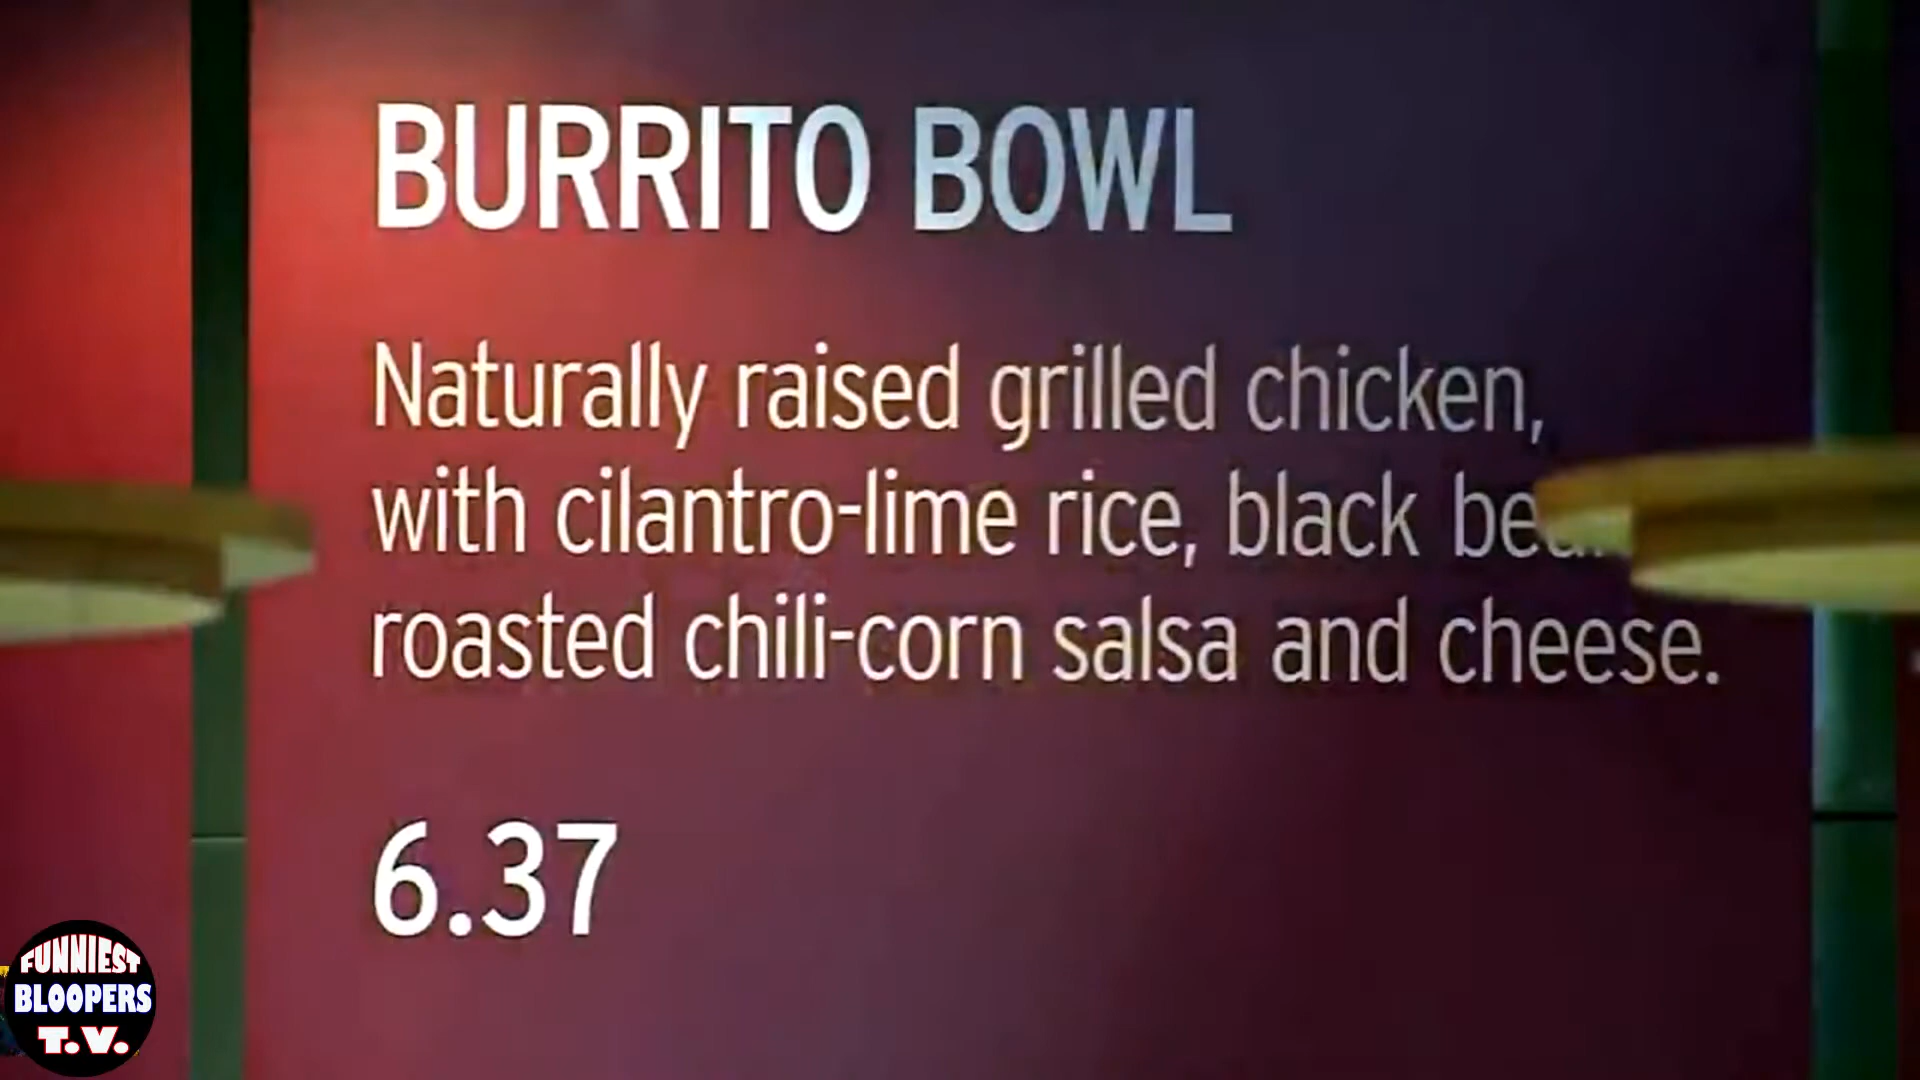 BURRITO BOWL
Naturally raised grilled chicken,
with cilantro-lime rice, black
roasted chili-corn salsa and cheese.
6.37
FUNNIEST
BLOOPERS
T.V.